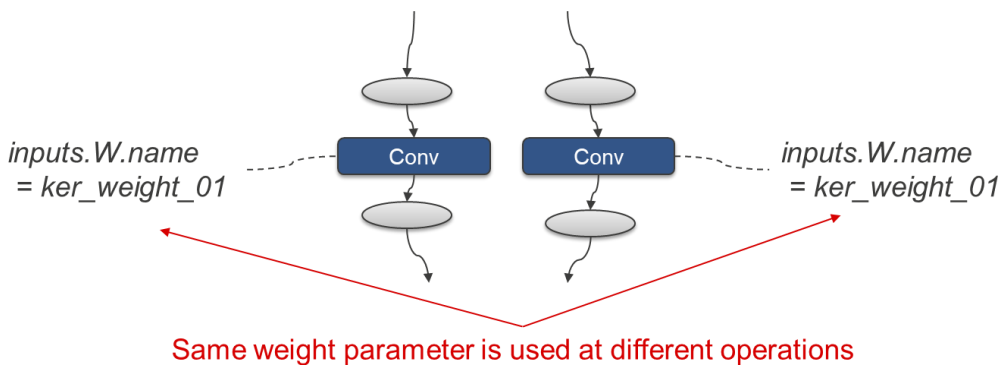 inputs.W.name
= ker_weight_01
Conv
Conv
inputs.W.name
= ker_weight_01
Same weight parameter is used at different operations